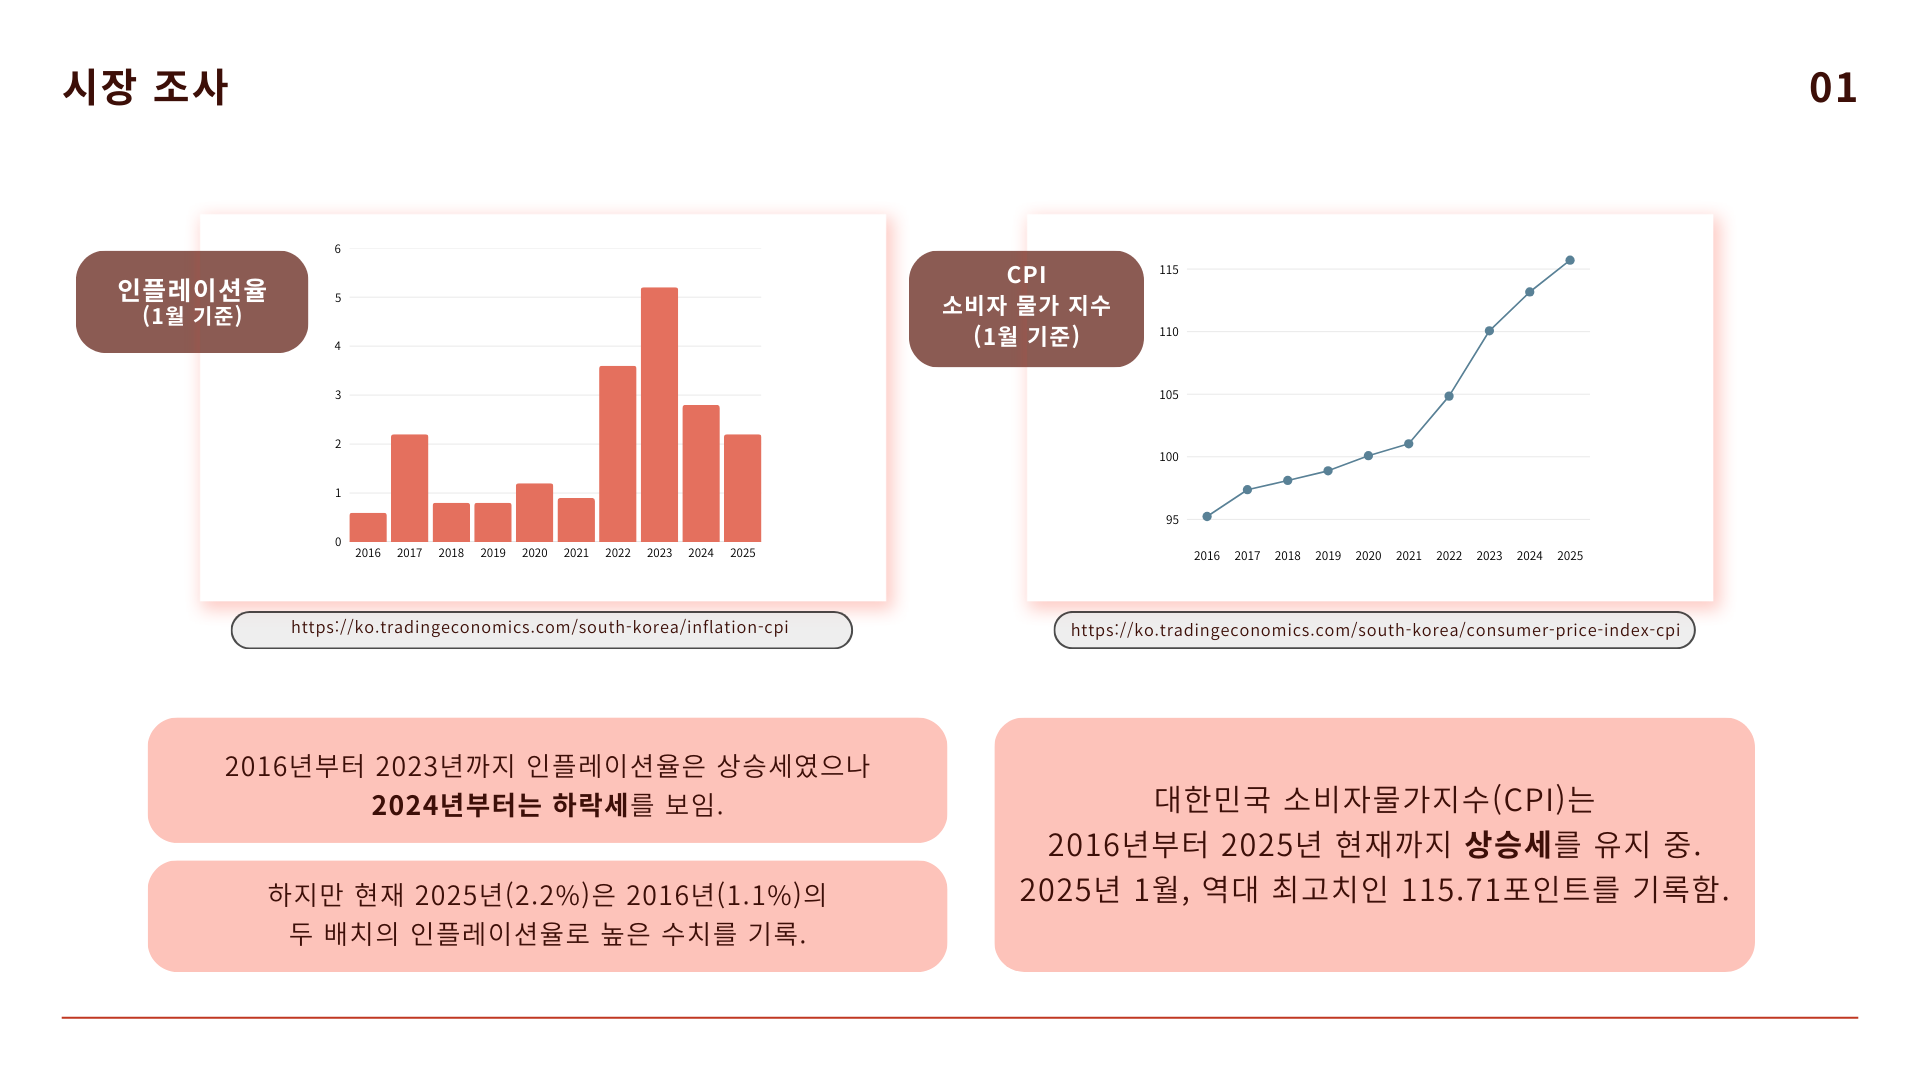 시장 조사
01
인플레이션율
(1월 기준)
6
5
4
3
2
1
0
2016 2017 2018 2019 2020 2021 2022 2023 2024 2025
https://ko.tradingeconomics.com/south-korea/inflation-cpi
CPI
소비자 물가 지수
(1월 기준)
115
110
105
100
95
2016 2017 2018 2019 2020 2021 2022 2023 2024 2025
https://ko.tradingeconomics.com/south-korea/consumer-price-index-cpi
2016년부터 2023년까지 인플레이션율은 상승세였으나
2024년부터는 하락세를 보임.
하지만 현재 2025년(2.2%)은 2016년(1.1%)의
두 배치의 인플레이션율로 높은 수치를 기록.
대한민국 소비자물가지수(CPI)는
2016년부터 2025년 현재까지 상승세를 유지 중.
2025년 1월, 역대 최고치인 115.71포인트를 기록함.